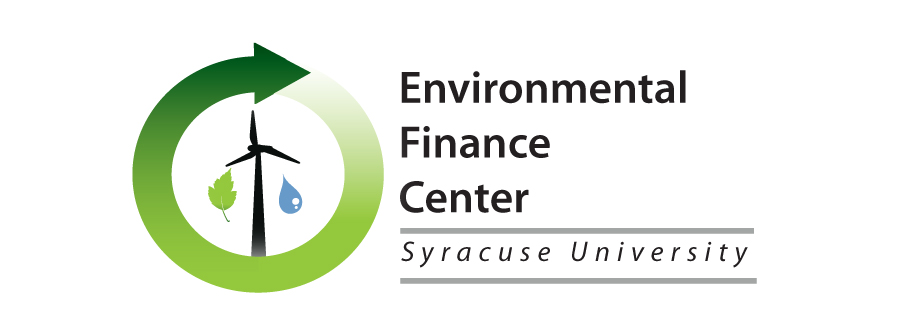 Environmental
Finance
Center
Syracuse University